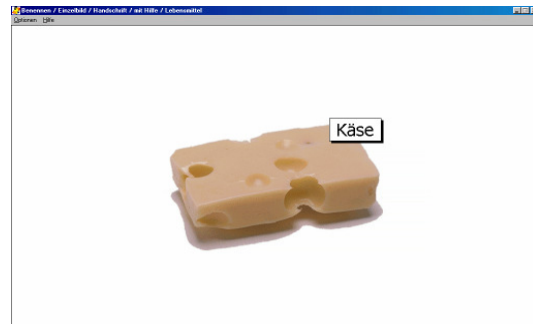 Benennen / Einzelbild / Handschrift / mit Hilfe / Lebensmittel
Optionen Hilfe
Käse